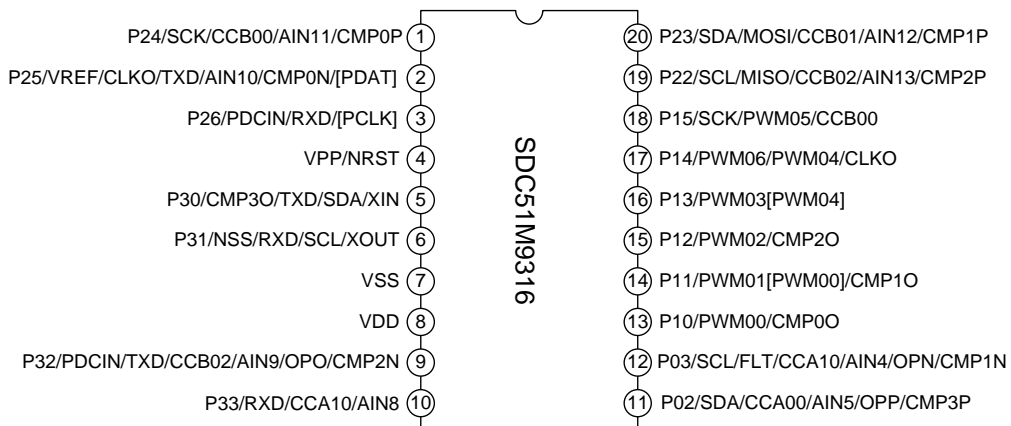 P24/SCK/CCB00/AIN11/CMP0P 1
P25/VREF/CLKO/TXD/AIN10/CMP0N/[PDAT] 2
P26/PDCIN/RXD/[PCLK] 3
VPP/NRST 4
P30/CMP3O/TXD/SDA/XIN 5
P31/NSS/RXD/SCL/XOUT 6
VSS 7
VDD 8
P32/PDCIN/TXD/CCB02/AIN9/OPO/CMP2N 9
P33/RXD/CCA10/AIN8 10
SDC51M9316
20 P23/SDA/MOSI/CCB01/AIN12/CMP1P
19 P22/SCL/MISO/CCB02/AIN13/CMP2P
18 P15/SCK/PWM05/CCB00
17 P14/PWM06/PWM04/CLKO
16 P13/PWM03[PWM04]
15 P12/PWM02/CMP2O
14 P11/PWM01[PWM00]/CMP1O
13 P10/PWM00/CMP0O
12 P03/SCL/FLT/CCA10/AIN4/OPN/CMP1N
11 P02/SDA/CCA00/AIN5/OPP/CMP3P